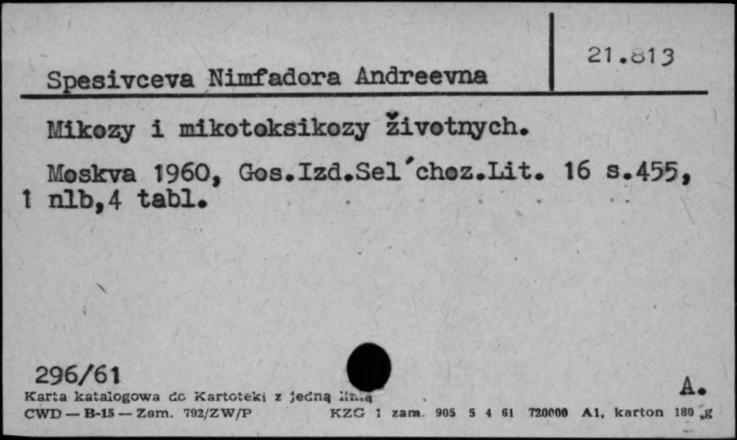 21.813
Spesivceva Nimfadora Andreevna
Mikozy i mikotoksikozy životnych.
Moskva 1960, Gos.Izd.Sel´choz.Lit. 16 s.455,
1 nlb,4 tabl.
296/61
A.
Karta katalogowa do Kartoteki z jedną linią
CWD — B-15 — Zam. 792/ZW/P KZG 1 zam. 905 5 4 61 720000 A1, karton 180 g